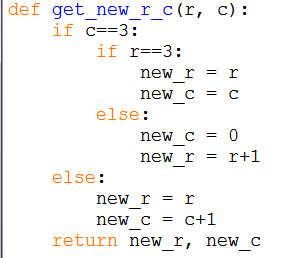 def get_new_r_c(r, c):
    if c==3:
        if r==3:
            new_r = r
            new_c = c
        else:
            new_c = 0
            new_r = r+1
    else:
        new_r = r
        new_c = c+1
    return new_r, new_c